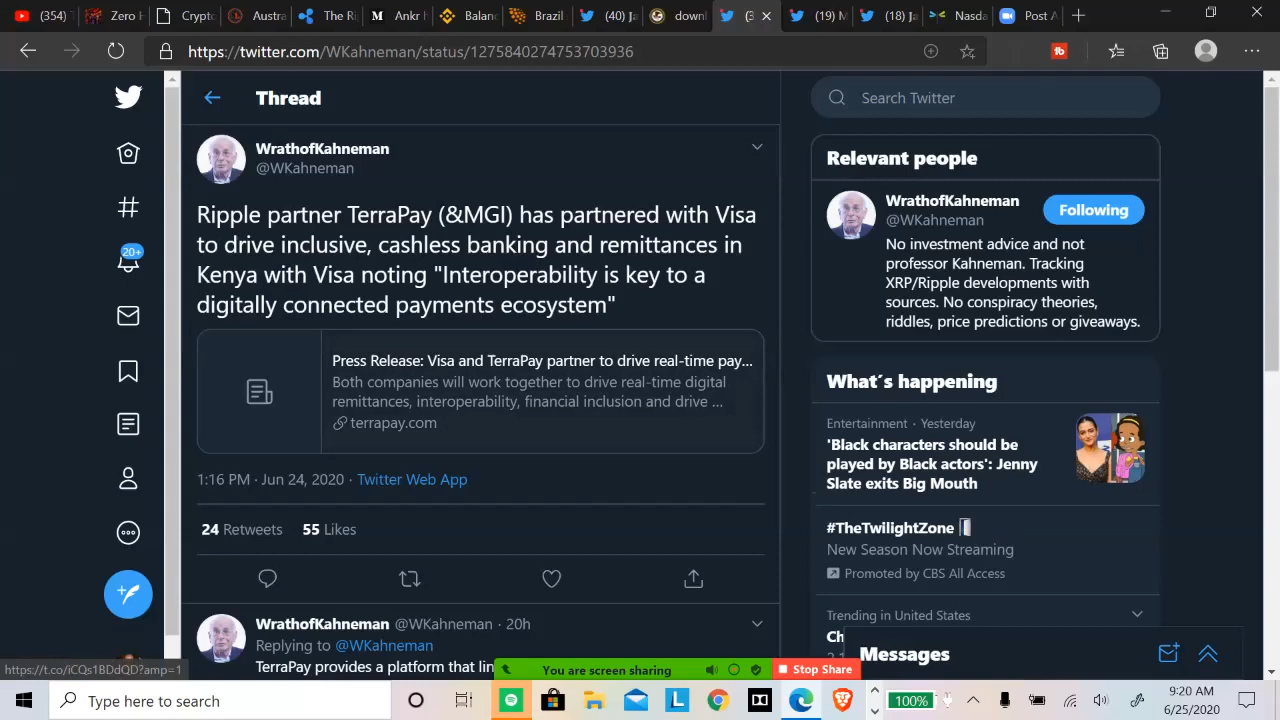 (354)
Zero
Crypto
Austra
The Ri
Ankr
Balanc
Brazil
(40)
downl
(3
(19) M
(18)
Nasda
Post A
https://twitter.com/WKahneman/status/1275840274753703936
Thread
Search Twitter
WrathofKahneman
@WKahneman
Ripple partner TerraPay (&MGI) has partnered with Visa
to drive inclusive, cashless banking and remittances in
Kenya with Visa noting "Interoperability is key to a
digitally connected payments ecosystem"
Press Release: Visa and TerraPay partner to drive real-time pay...
Both companies will work together to drive real-time digital
remittances, interoperability, financial inclusion and drive ...
terrapay.com
1:16 PM · Jun 24, 2020 · Twitter Web App
24 Retweets 55 Likes
WrathofKahneman @WKahneman · 20h
Replying to @WKahneman
TerraPay provides a platform that lin
20+
Relevant people
WrathofKahneman
@WKahneman
Following
No investment advice and not
professor Kahneman. Tracking
XRP/Ripple developments with
sources. No conspiracy theories,
riddles, price predictions or giveaways.
What´s happening
Entertainment · Yesterday
'Black characters should be
played by Black actors': Jenny
Slate exits Big Mouth
#TheTwilightZone
New Season Now Streaming
Promoted by CBS All Access
Trending in United States
Ch
Messages
https://t.co/iCQs1BDdQD?amp=1
You are screen sharing
Stop Share
Type here to search
100%
9:20 AM
6/25/2020